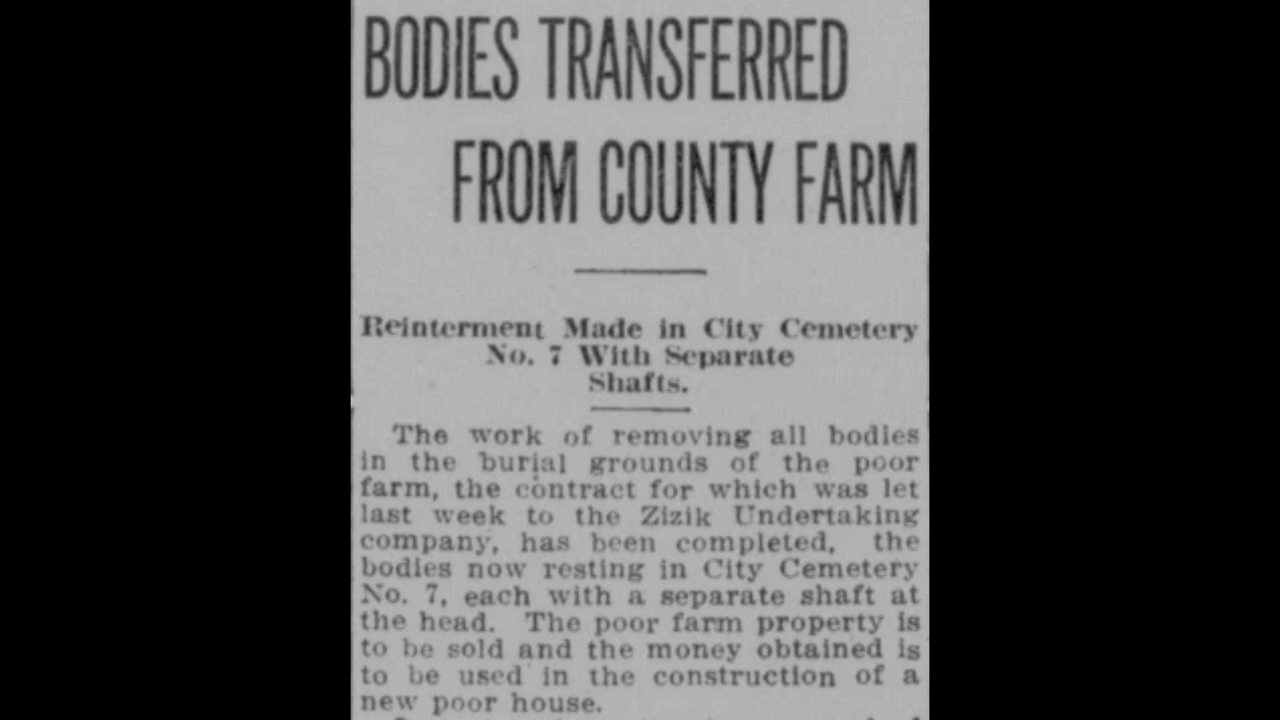 BODIES TRANSFERRED
FROM COUNTY FARM
Reinterment Made in City Cemetery
No. 7 With Separate
Shafts.
The work of removing all bodies
in the burial grounds of the poor
farm, the contract for which was let
last week to the Zizik Undertaking
company, has been completed, the
bodies now resting in City Cemetery
No. 7, each with a separate shaft at
the head. The poor farm property is
to be sold and the money obtained is
to be used in the construction of a
new poor house.